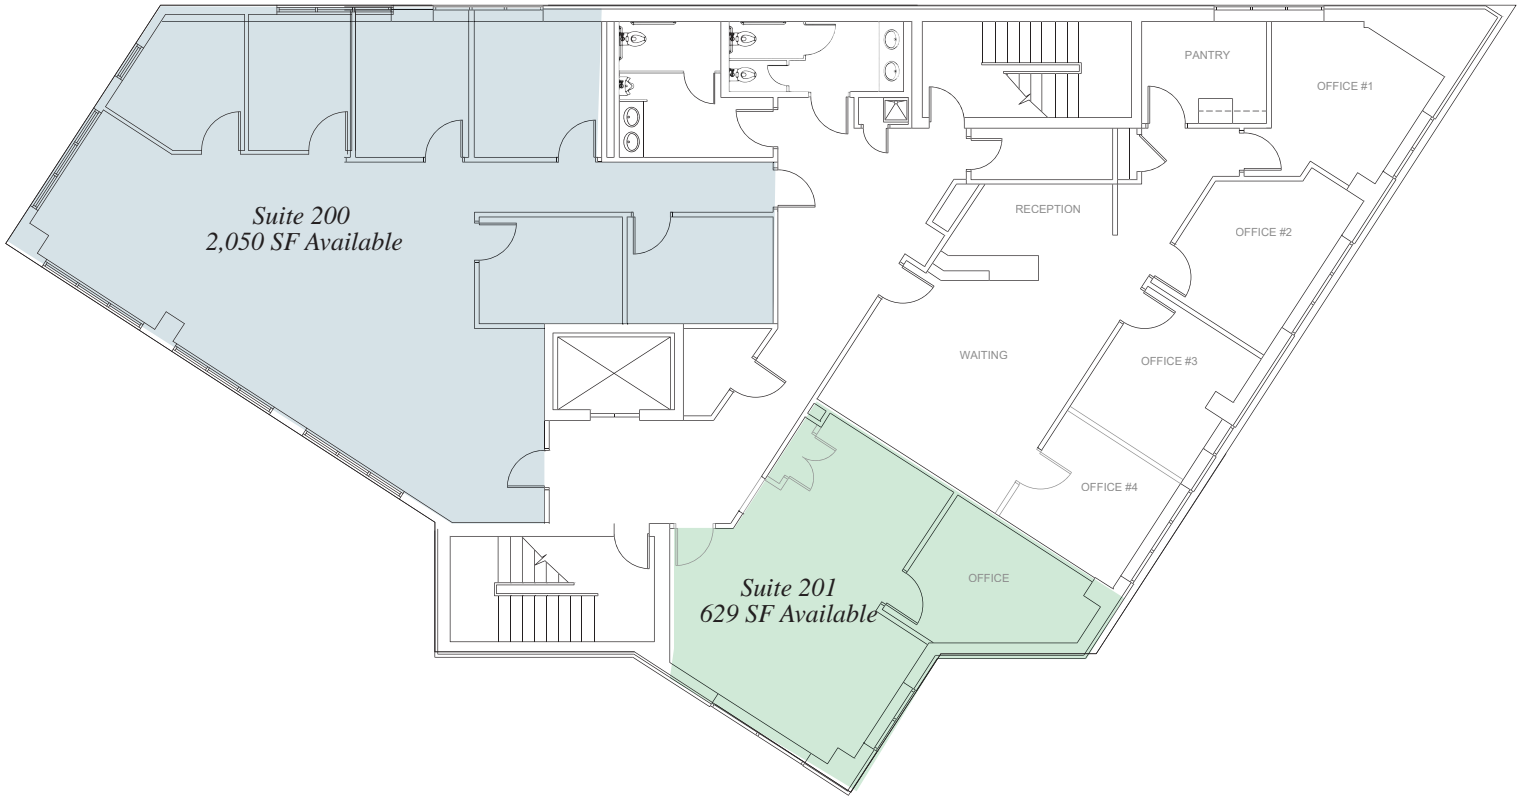 PANTRY
OFFICE #1
Suite 200
2,050 SF Available
RECEPTION
OFFICE #2
WAITING
OFFICE #3
OFFICE #4
OFFICE
Suite 201
629 SF Available